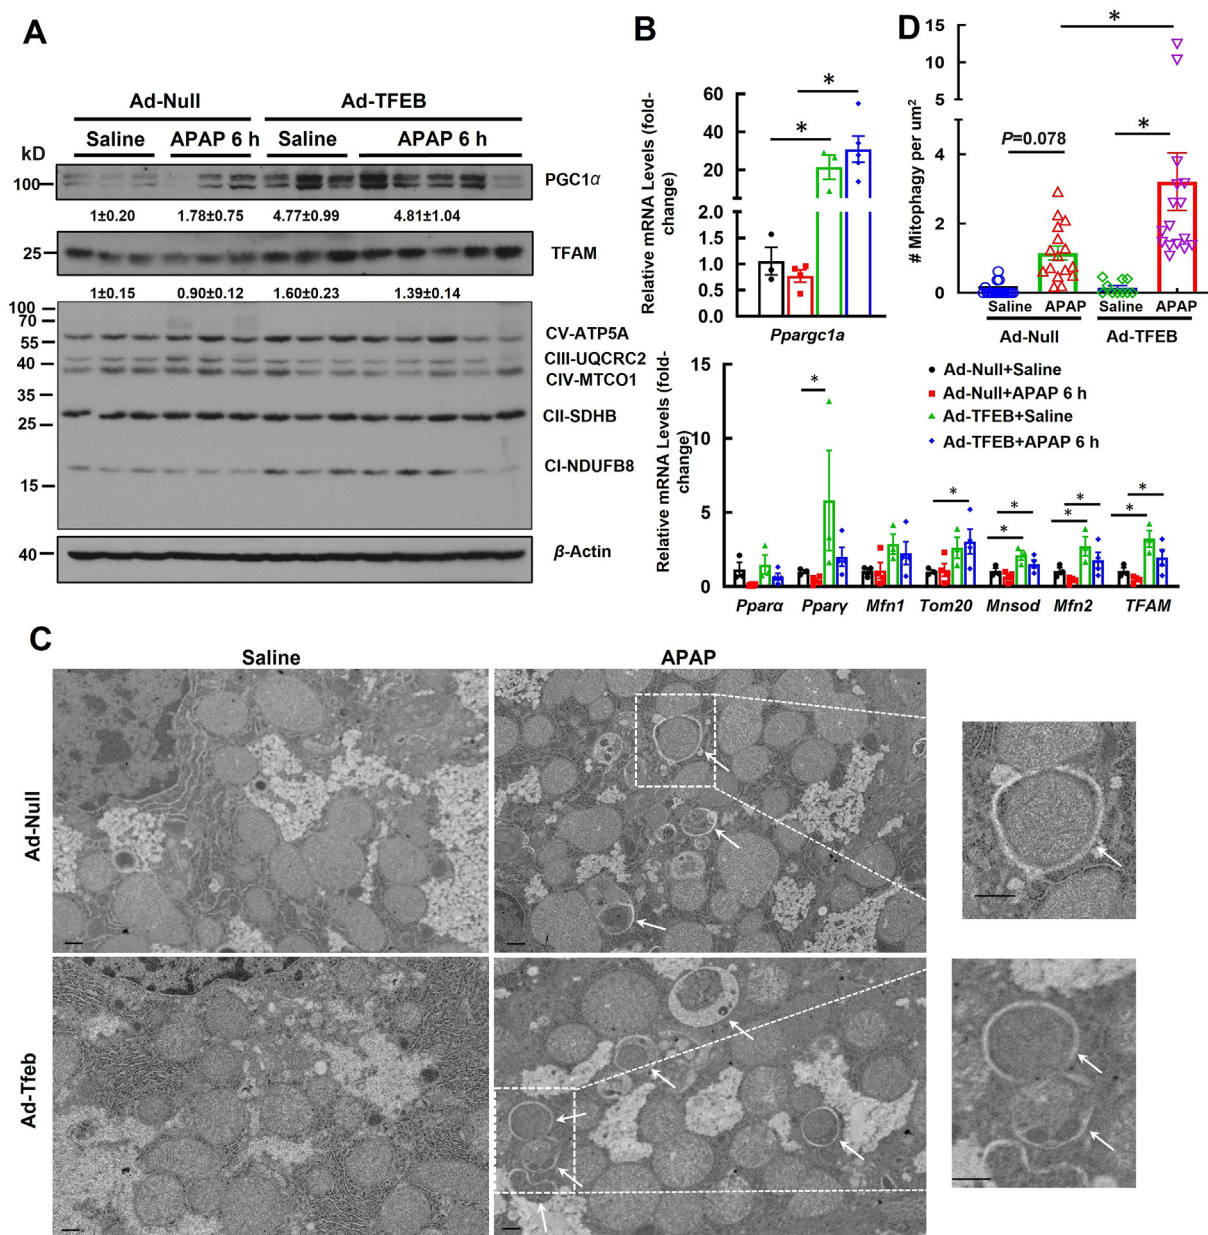 A
Ad-Null
Ad-TFEB
Saline
APAP 6 h
Saline
APAP 6 h
kD
100
PGC1α
1±0.20
1.78±0.75
4.77±0.99
4.81±1.04
25
TFAM
1±0.15
0.90±0.12
1.60±0.23
1.39±0.14
100
70
55
40
35
25
15
CV-ATP5A
CIII-UQCRC2
CIV-MTCO1
CII-SDHB
CI-NDUFB8
40
β-Actin
B
Relative mRNA Levels (fold-
change)
60
40
20
2.0
1.5
1.0
0.5
0.0
*
*
Ppargc1a
D
# Mitophagy per um²
15
10
5
6
4
2
0
*
P=0.078
*
Saline
APAP
Saline
APAP
Ad-Null
Ad-TFEB
Relative mRNA Levels (fold-
change)
15
10
5
0
Ad-Null+Saline
Ad-Null+APAP 6 h
Ad-TFEB+Saline
Ad-TFEB+APAP 6 h
*
*
*
*
*
*
*
*
Pparα
Pparγ
Mfn1
Tom20
Mnsod
Mfn2
TFAM
C
Saline
APAP
Ad-Null
Ad-Tfeb